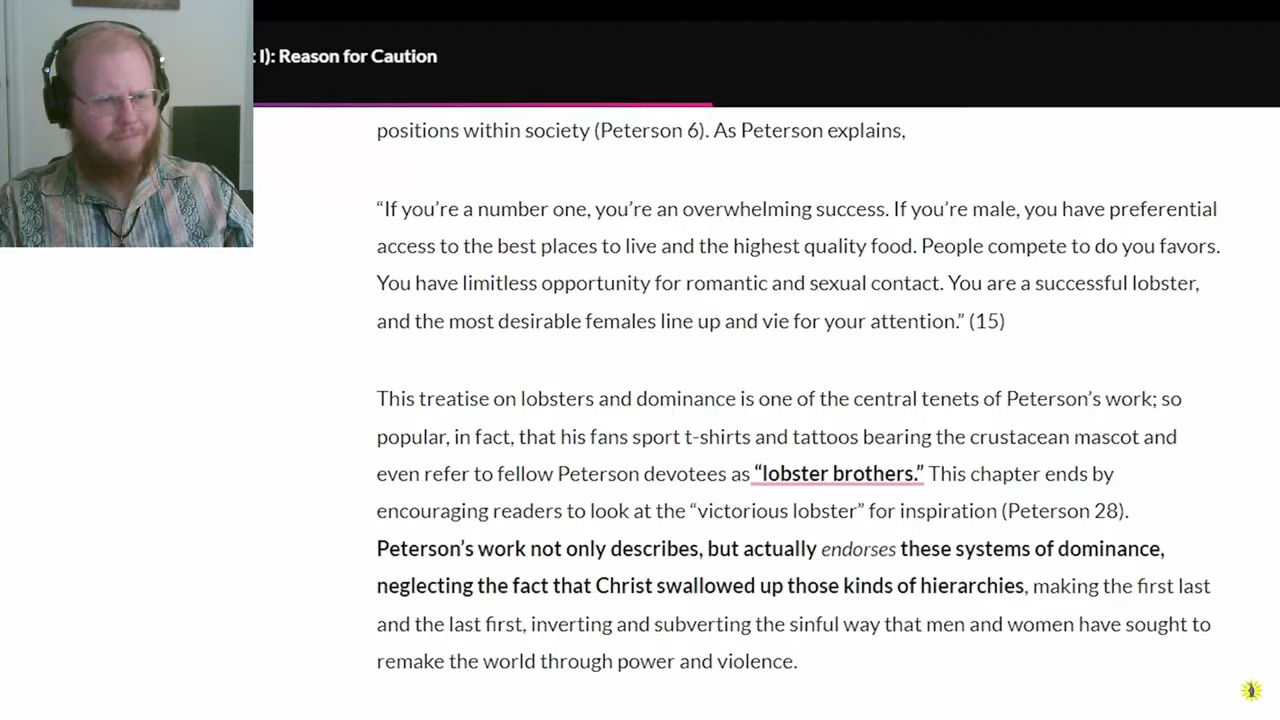 I): Reason for Caution
positions within society (Peterson 6). As Peterson explains,
“If you’re a number one, you’re an overwhelming success. If you’re male, you have preferential
access to the best places to live and the highest quality food. People compete to do you favors.
You have limitless opportunity for romantic and sexual contact. You are a successful lobster,
and the most desirable females line up and vie for your attention.” (15)
This treatise on lobsters and dominance is one of the central tenets of Peterson’s work; so
popular, in fact, that his fans sport t-shirts and tattoos bearing the crustacean mascot and
even refer to fellow Peterson devotees as “lobster brothers.” This chapter ends by
encouraging readers to look at the “victorious lobster” for inspiration (Peterson 28).
Peterson’s work not only describes, but actually endorses these systems of dominance,
neglecting the fact that Christ swallowed up those kinds of hierarchies, making the first last
and the last first, inverting and subverting the sinful way that men and women have sought to
remake the world through power and violence.